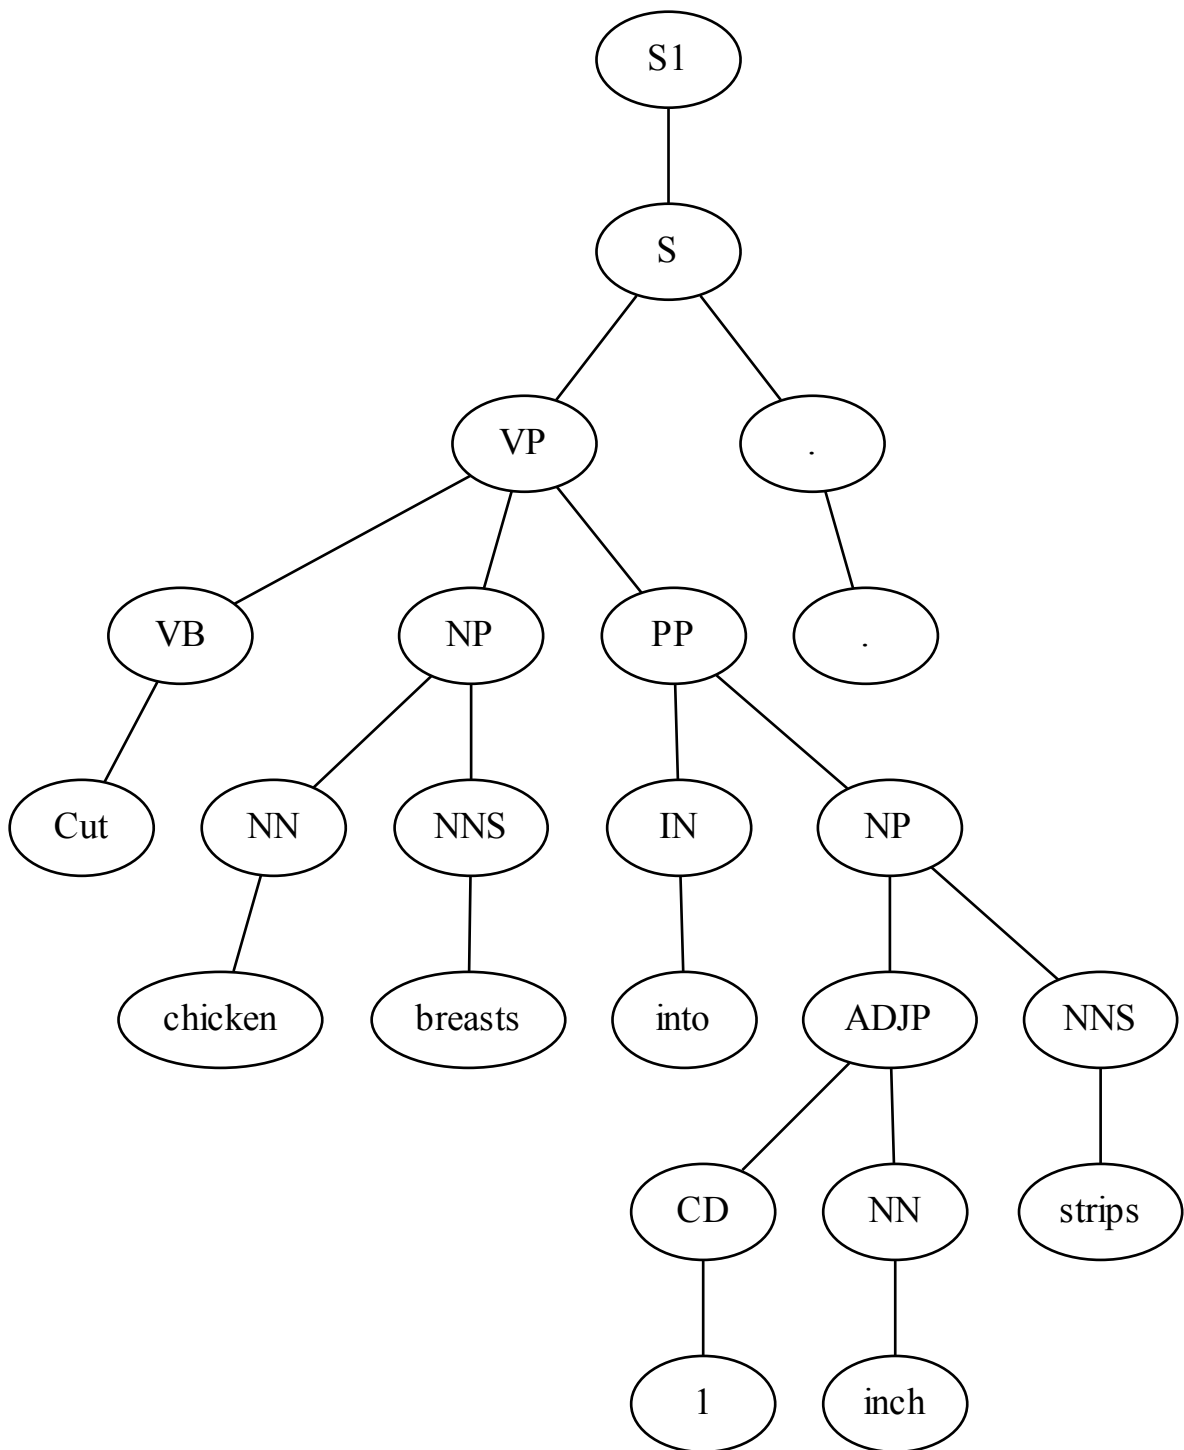 S1
S
VP .
VB NP PP .
Cut NN NNS IN NP
chicken breasts into ADJP NNS
CD NN strips
1 inch